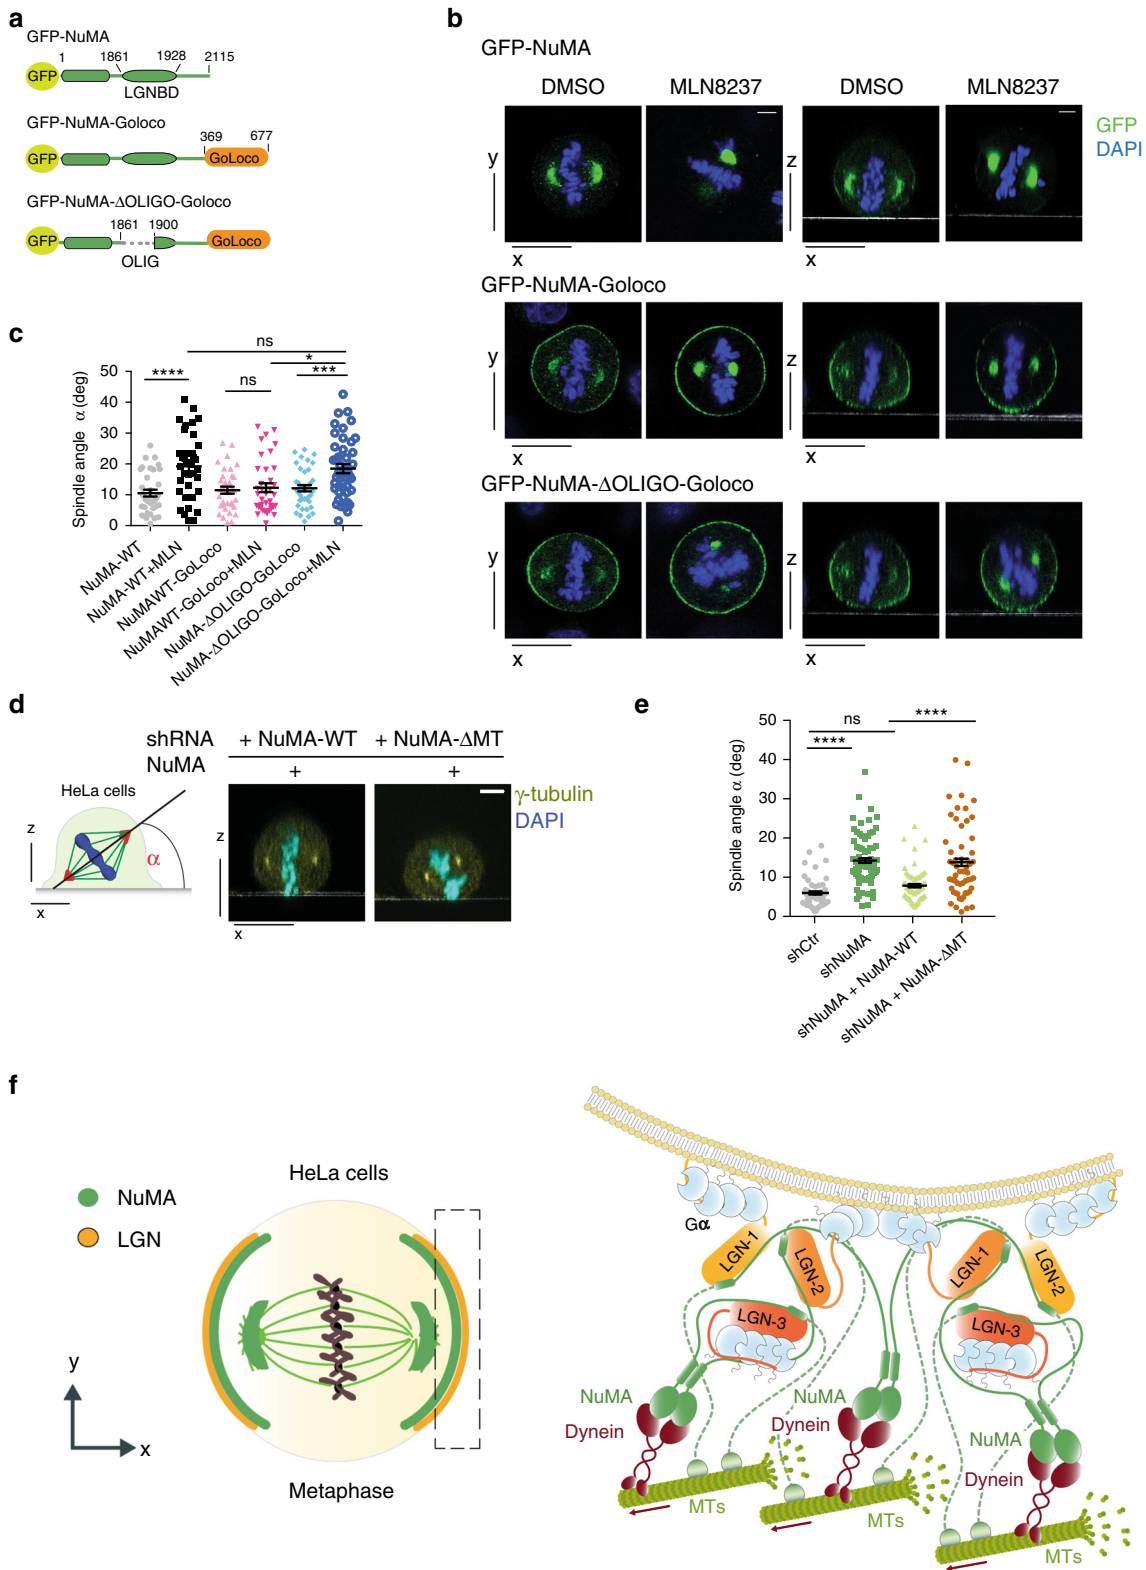 a
GFP-NuMA
1 1861 1928 2115
GFP
LGNBD
GFP-NuMA-Goloco
369 677
GFP GoLoco
GFP-NuMA-ΔOLIGO-Goloco
1861 1900
GFP GoLoco
OLIG
b
GFP-NuMA
DMSO MLN8237 DMSO MLN8237
GFP
DAPI
y z
x x
GFP-NuMA-Goloco
y z
x x
GFP-NuMA-ΔOLIGO-Goloco
y z
x x
c
Spindle angle α (deg)
50
40
30
20
10
0
ns
*
**** ns ***
NuMA-WT
NuMA-WT+MLN
NuMAWT-GoLoco
NuMAWT-GoLoco+MLN
NuMA-ΔOLIGO-GoLoco
NuMA-ΔOLIGO-GoLoco+MLN
d
shRNA + NuMA-WT + NuMA-ΔMT
NuMA + +
HeLa cells
γ-tubulin
DAPI
z
α
x
z
x
e
Spindle angle α (deg)
50
40
30
20
10
0
ns ****
****
shCtr
shNuMA
shNuMA + NuMA-WT
shNuMA + NuMA-ΔMT
f
NuMA
LGN
HeLa cells
y
x
Metaphase
Gα
LGN-1
LGN-2
LGN-3
LGN-1
LGN-2
LGN-3
NuMA
Dynein
NuMA
Dynein
NuMA
Dynein
MTs
MTs
MTs